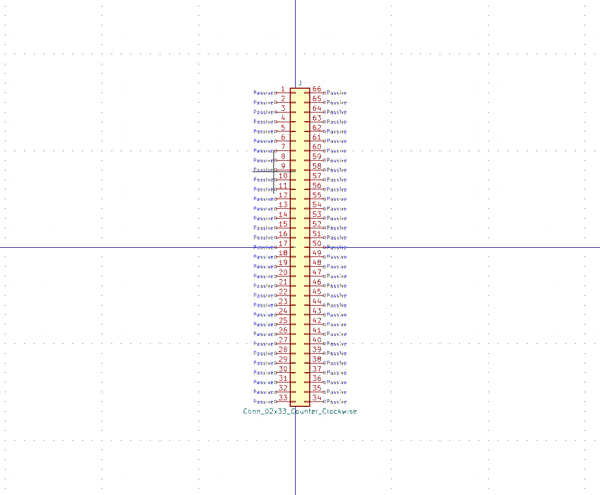 J
Passive 1 66 Passive
Passive 2 65 Passive
Passive 3 64 Passive
Passive 4 63 Passive
Passive 5 62 Passive
Passive 6 61 Passive
Passive 7 60 Passive
Passive 8 59 Passive
Passive 9 58 Passive
Passive 10 57 Passive
Passive 11 56 Passive
Passive 12 55 Passive
Passive 13 54 Passive
Passive 14 53 Passive
Passive 15 52 Passive
Passive 16 51 Passive
Passive 17 50 Passive
Passive 18 49 Passive
Passive 19 48 Passive
Passive 20 47 Passive
Passive 21 46 Passive
Passive 22 45 Passive
Passive 23 44 Passive
Passive 24 43 Passive
Passive 25 42 Passive
Passive 26 41 Passive
Passive 27 40 Passive
Passive 28 39 Passive
Passive 29 38 Passive
Passive 30 37 Passive
Passive 31 36 Passive
Passive 32 35 Passive
Passive 33 34 Passive
Conn_02x33_Counter_Clockwise